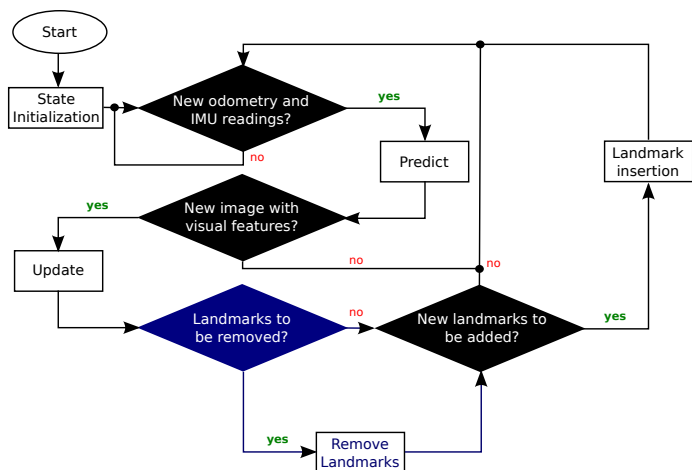 Start
State
Initialization
New odometry and
IMU readings?
yes
no
Predict
Landmark
insertion
New image with
visual features?
yes
no
no
Update
Landmarks to
be removed?
no
New landmarks to
be added?
yes
yes
Remove
Landmarks